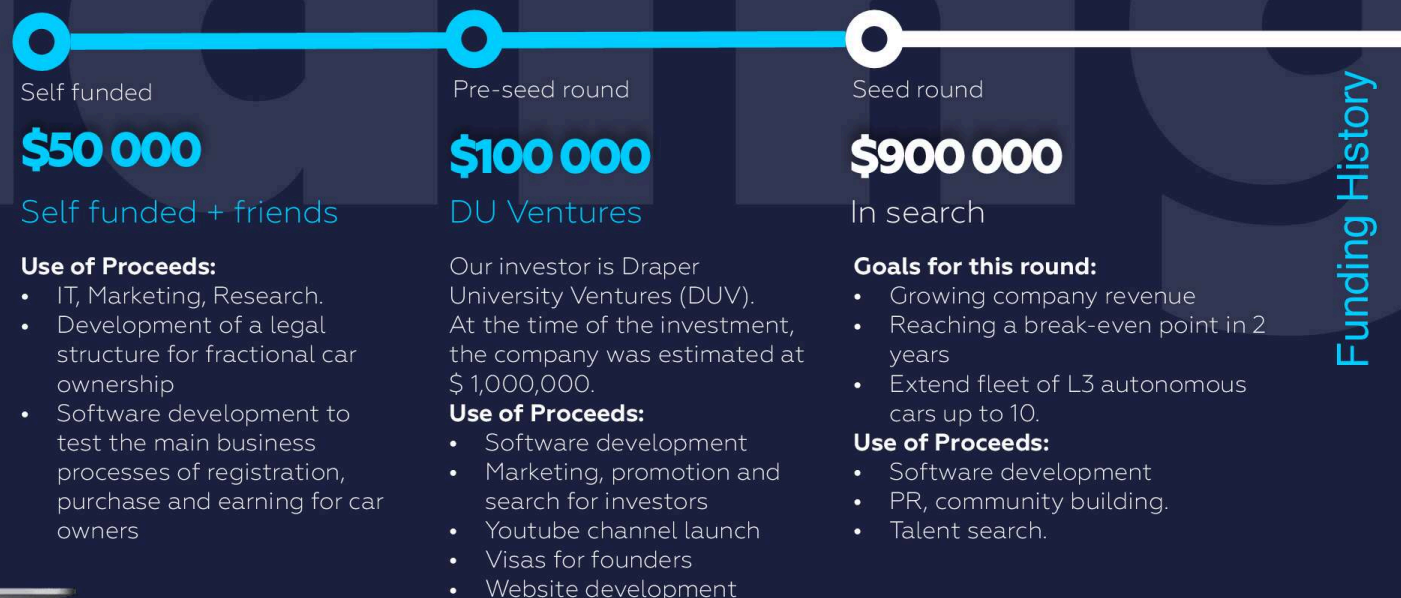 Self funded
$50 000
Self funded + friends
Use of Proceeds:
• IT, Marketing, Research.
• Development of a legal
structure for fractional car
ownership
• Software development to
test the main business
processes of registration,
purchase and earning for car
owners
Pre-seed round
$100 000
DU Ventures
Our investor is Draper
University Ventures (DUV).
At the time of the investment,
the company was estimated at
$ 1,000,000.
Use of Proceeds:
• Software development
• Marketing, promotion and
search for investors
• Youtube channel launch
• Visas for founders
• Website development
Seed round
$900 000
In search
Goals for this round:
• Growing company revenue
• Reaching a break-even point in 2
years
• Extend fleet of L3 autonomous
cars up to 10.
Use of Proceeds:
• Software development
• PR, community building.
• Talent search.
Funding History